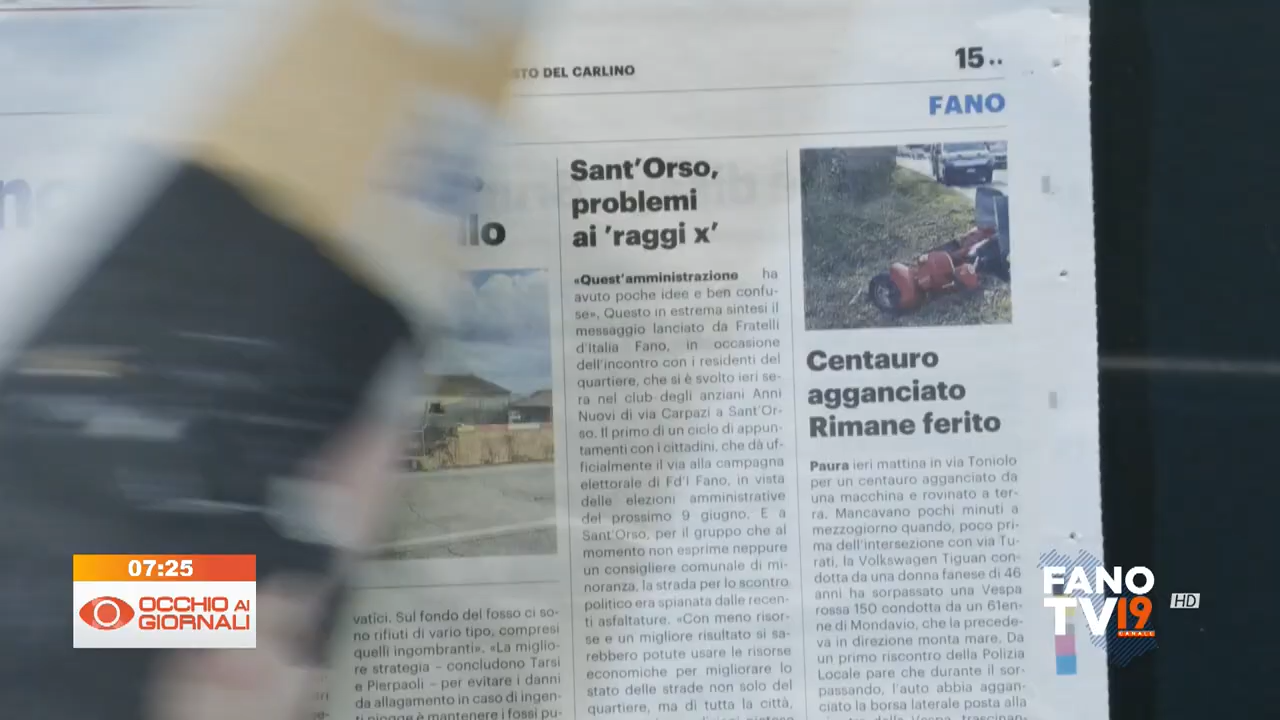 STO DEL CARLINO
15..
FANO
llo
Sant'Orso,
problemi
ai 'raggi x'
«Quest'amministrazione ha
avuto poche idee e ben confu-
se», Questo in estrema sintesi il
messaggio lanciato da Fratelli
d'Italia Fano, in occasione
dell'incontro con i residenti del
quartiere, che si è svolto ieri se-
ra nel club degli anziani Anni
Nuovi di via Carpazi a Sant'Or-
so. Il primo di un ciclo di appun-
tamenti con i cittadini, che dà uf-
ficialmente il via alla campagna
elettorale di Fd'I Fano, in vista
delle elezioni amministrative
del prossimo 9 giugno. E a
Sant'Orso, per il gruppo che al
momento non esprime neppure
un consigliere comunale di mi-
noranza, la strada per lo scontro
politico era spianata dalle recen-
ti asfaltature. «Con meno risor-
se e un migliore risultato si sa-
rebbero potute usare le risorse
economiche per migliorare lo
stato delle strade non solo del
quartiere, ma di tutta la città,
Centauro
agganciato
Rimane ferito
Paura ieri mattina in via Toniolo
per un centauro agganciato da
una macchina e rovinato a ter-
ra. Mancavano pochi minuti a
mezzogiorno quando, poco pri-
ma dell'intersezione con via Tu-
rati, la Volkswagen Tiguan con-
dotta da una donna fanese di 46
anni ha sorpassato una Vespa
rossa 150 condotta da un 61en-
ne di Mondavio, che la precede-
va in direzione monta mare. Da
un primo riscontro della Polizia
Locale pare che durante il sor-
passando, l'auto abbia aggan-
ciato la borsa laterale posta alla
vatici. Sul fondo del fosso ci so-
no rifiuti di vario tipo, compresi
quelli ingombranti». «La miglio-
re strategia – concludono Tarsi
e Pierpaoli – per evitare i danni
da allagamento in caso di ingen-
ti piogge è mantenere i fossi pu-
07:25
OCCHIO AI
GIORNALI
FANO
TV19
CANALE
HD